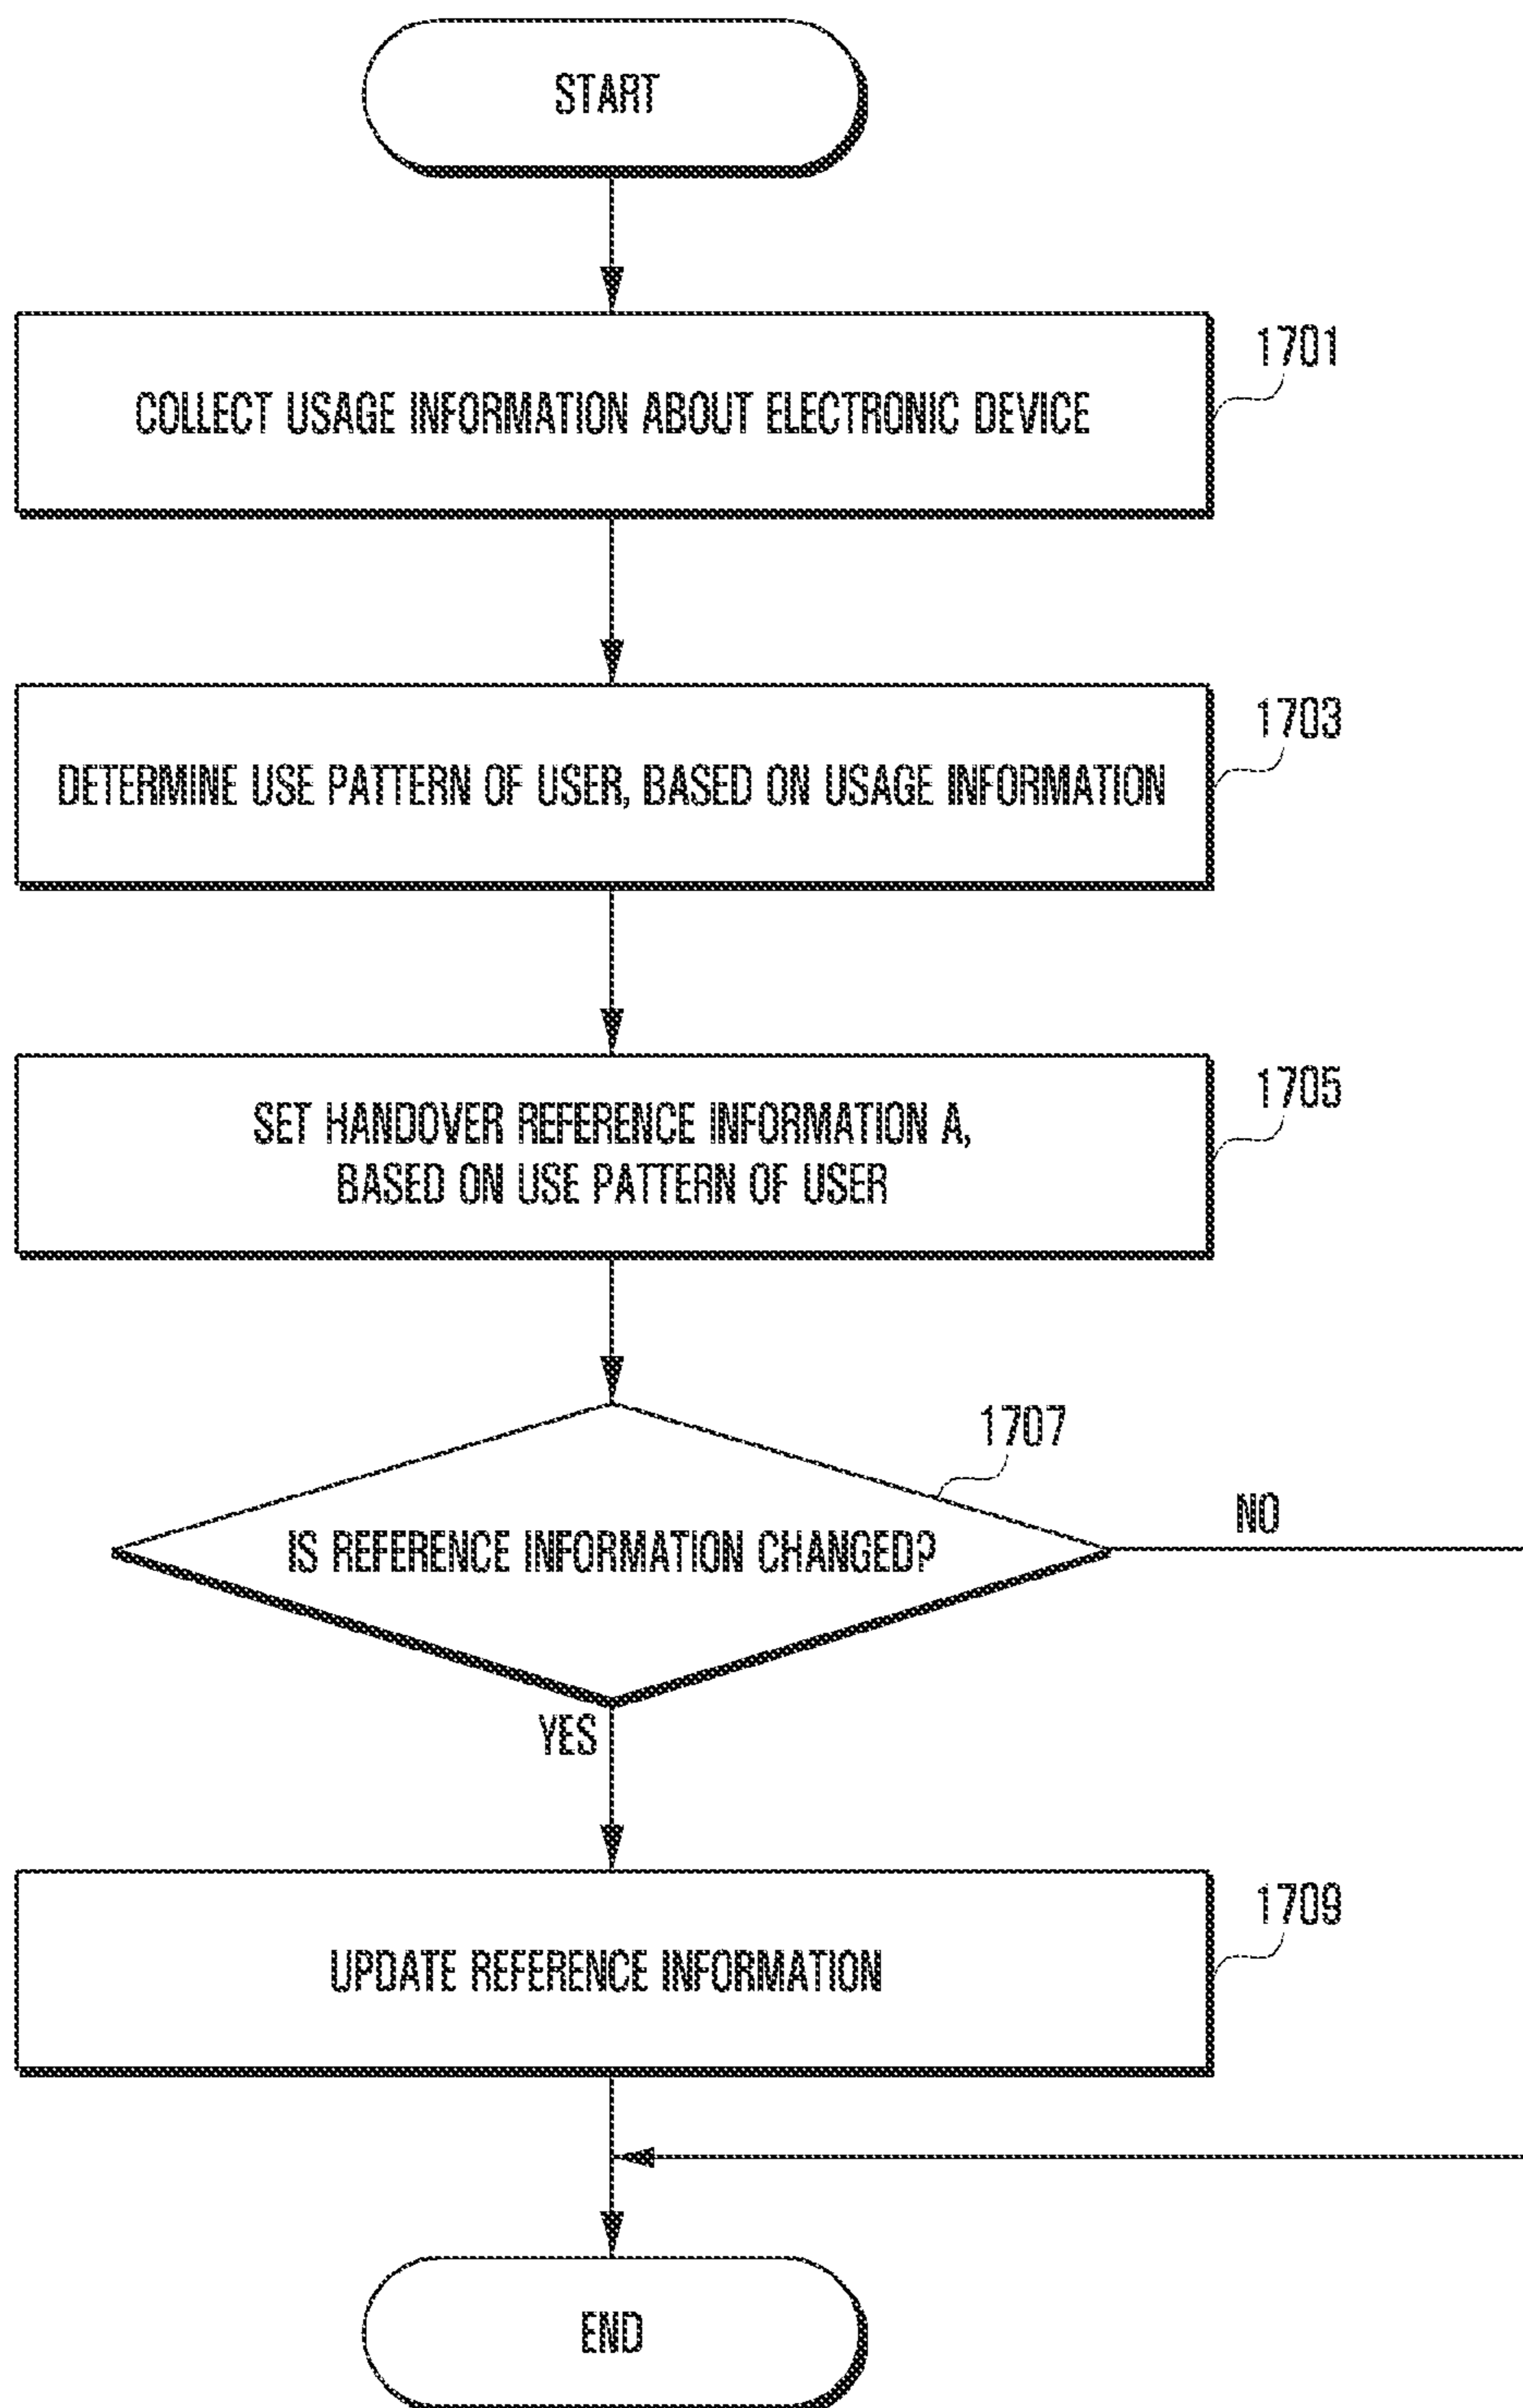 START
1701
COLLECT USAGE INFORMATION ABOUT ELECTRONIC DEVICE
1703
DETERMINE USE PATTERN OF USER, BASED ON USAGE INFORMATION
1705
SET HANDOVER REFERENCE INFORMATION A,
BASED ON USE PATTERN OF USER
1707
IS REFERENCE INFORMATION CHANGED?
NO
YES
1709
UPDATE REFERENCE INFORMATION
END